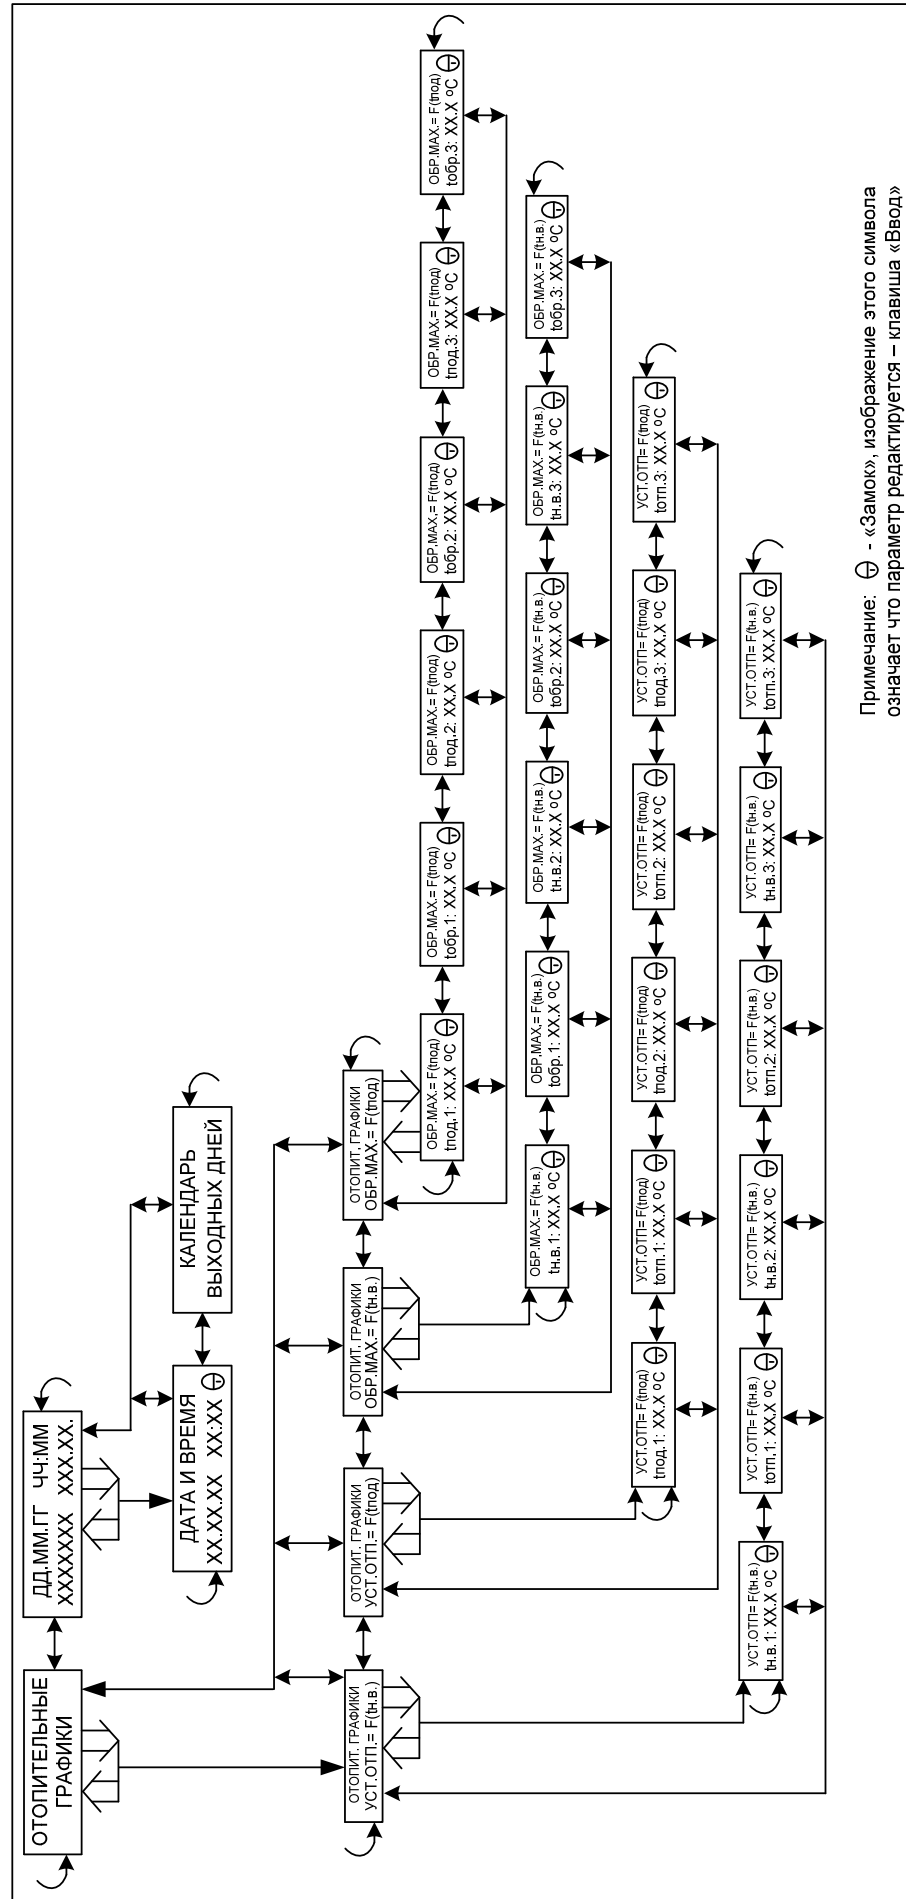 ОТОПИТЕЛЬНЫЕ
ГРАФИКИ
ДД.ММ.ГГ ЧЧ:ММ
XXXXXXX XXX.XX.
ДАТА И ВРЕМЯ
XX.XX.XX XX:XX
КАЛЕНДАРЬ
ВЫХОДНЫХ ДНЕЙ
ОТОПИТ. ГРАФИКИ
УСТ.ОТП.= F(tн.в.)
ОТОПИТ. ГРАФИКИ
УСТ.ОТП.= F(tпод)
ОТОПИТ. ГРАФИКИ
ОБР.МАХ.= F(tн.в.)
ОТОПИТ. ГРАФИКИ
ОБР.МАХ.= F(tпод)
ОБР.МАХ.= F(tпод)
tпод.1: XX.X ºC
ОБР.МАХ.= F(tпод)
tобр.1: XX.X ºC
ОБР.МАХ.= F(tпод)
tпод.2: XX.X ºC
ОБР.МАХ.= F(tпод)
tобр.2: XX.X ºC
ОБР.МАХ.= F(tпод)
tпод.3: XX.X ºC
ОБР.МАХ.= F(tпод)
tобр.3: XX.X ºC
ОБР.МАХ.= F(tн.в.)
tн.в.1: XX.X ºC
ОБР.МАХ.= F(tн.в.)
tобр.1: XX.X ºC
ОБР.МАХ.= F(tн.в.)
tн.в.2: XX.X ºC
ОБР.МАХ.= F(tн.в.)
tобр.2: XX.X ºC
ОБР.МАХ.= F(tн.в.)
tн.в.3: XX.X ºC
ОБР.МАХ.= F(tн.в.)
tобр.3: XX.X ºC
УСТ.ОТП= F(tпод)
tпод.1: XX.X ºC
УСТ.ОТП= F(tпод)
tотп.1: XX.X ºC
УСТ.ОТП= F(tпод)
tпод.2: XX.X ºC
УСТ.ОТП= F(tпод)
tотп.2: XX.X ºC
УСТ.ОТП= F(tпод)
tпод.3: XX.X ºC
УСТ.ОТП= F(tпод)
tотп.3: XX.X ºC
УСТ.ОТП= F(tн.в.)
tн.в.1: XX.X ºC
УСТ.ОТП= F(tн.в.)
tотп.1: XX.X ºC
УСТ.ОТП= F(tн.в.)
tн.в.2: XX.X ºC
УСТ.ОТП= F(tн.в.)
tотп.2: XX.X ºC
УСТ.ОТП= F(tн.в.)
tн.в.3: XX.X ºC
УСТ.ОТП= F(tн.в.)
tотп.3: XX.X ºC
Примечание: - «Замок», изображение этого символа
означает что параметр редактируется – клавиша «Ввод»